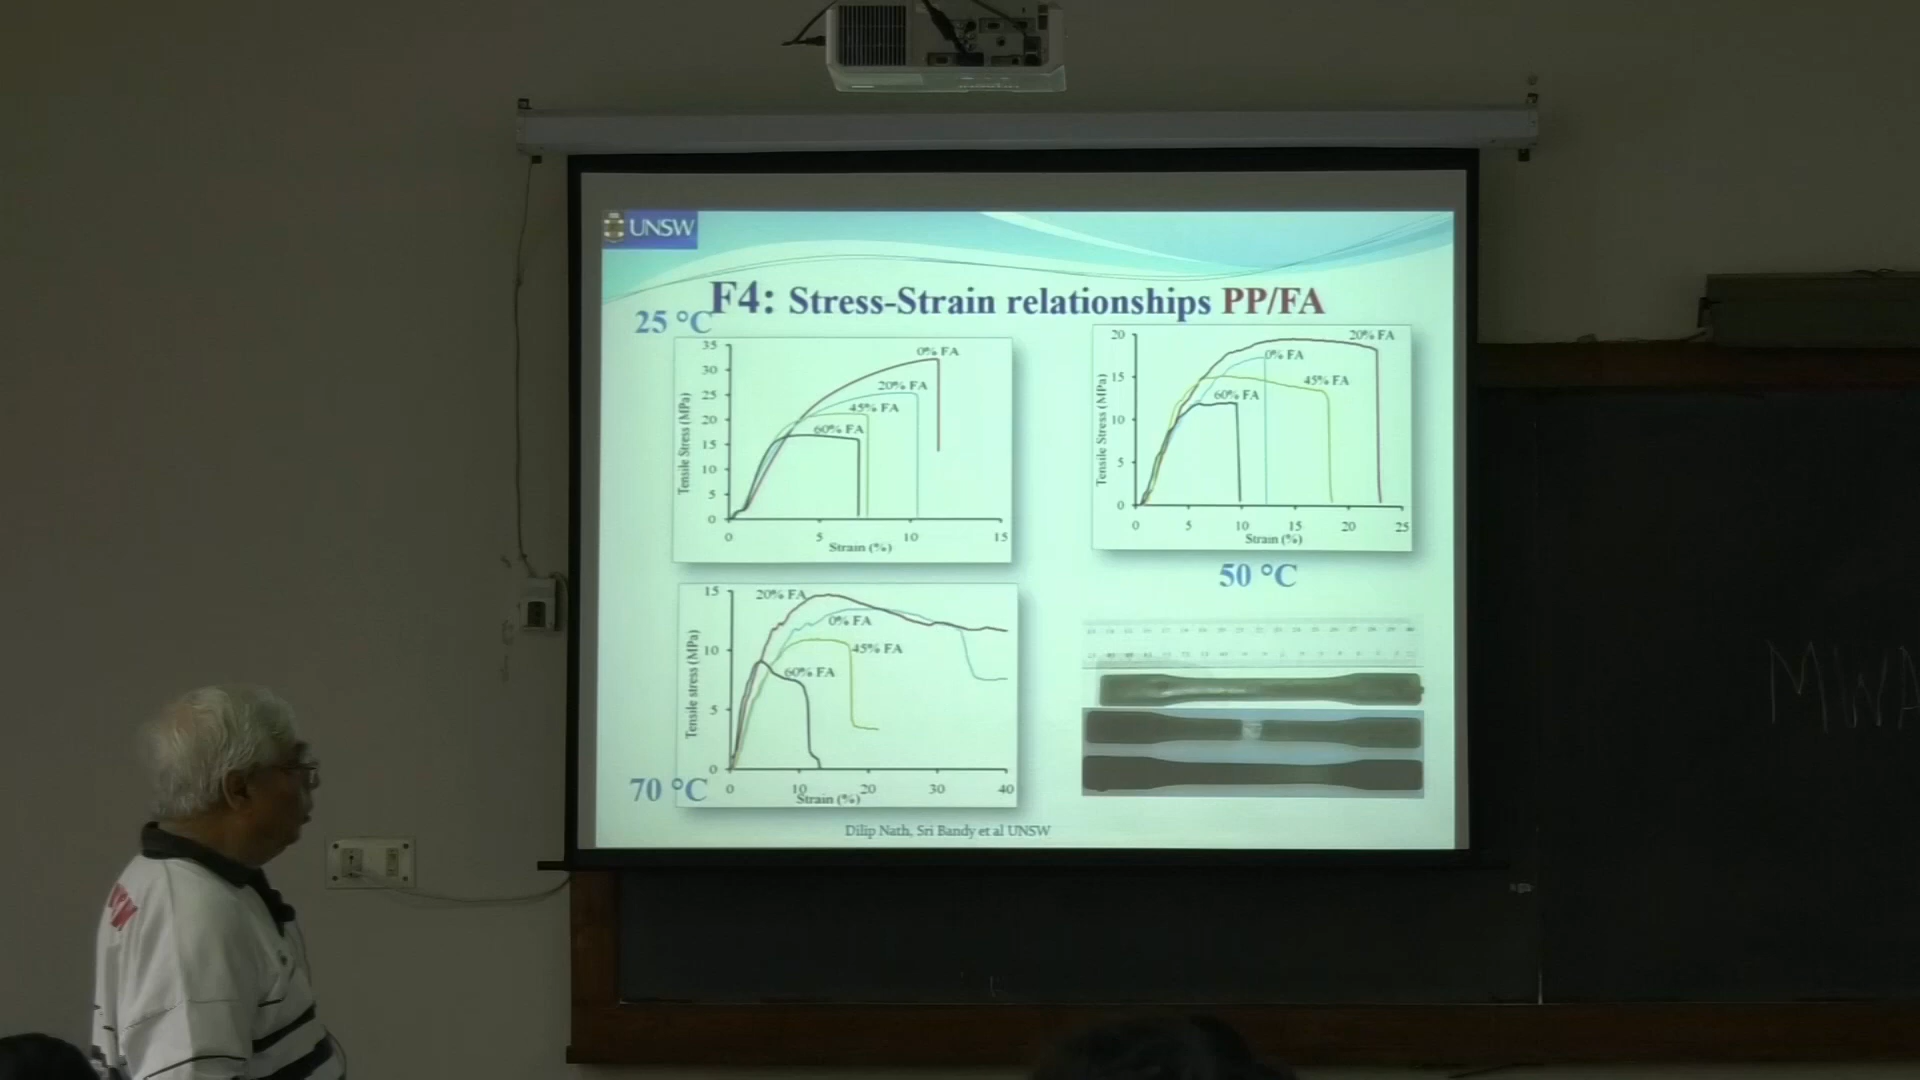 UNSW
F4: Stress-Strain relationships PP/FA
25 °C
35
30
25
20
15
10
5
0
Tensile Stress (MPa)
0% FA
20% FA
45% FA
60% FA
0 5 10 15
Strain (%)
20
15
10
5
0
Tensile Stress (MPa)
20% FA
0% FA
45% FA
60% FA
0 5 10 15 20 25
Strain (%)
50 °C
15
10
5
0
Tensile stress (MPa)
20% FA
0% FA
45% FA
60% FA
70 °C
0 10 20 30 40
Strain (%)
Dilip Nath, Sri Bandy et al UNSW
MWA